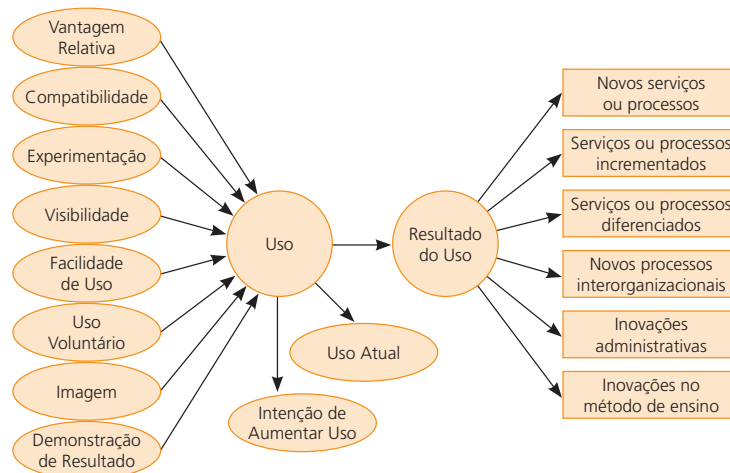 Vantagem
Relativa
Compatibilidade
Experimentação
Visibilidade
Facilidade
de Uso
Uso
Voluntário
Imagem
Demonstração
de Resultado
Uso
Uso Atual
Intenção de
Aumentar Uso
Resultado
do Uso
Novos serviços
ou processos
Serviços ou processos
incrementados
Serviços ou processos
diferenciados
Novos processos
interorganizacionais
Inovações
administrativas
Inovações no
método de ensino